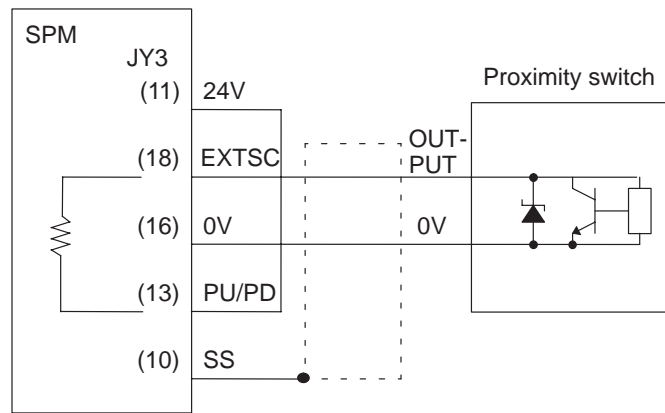 SPM
JY3
Proximity switch
(11) 24V
OUT-
PUT
(18) EXTSC
(16) 0V 0V
(13) PU/PD
(10) SS